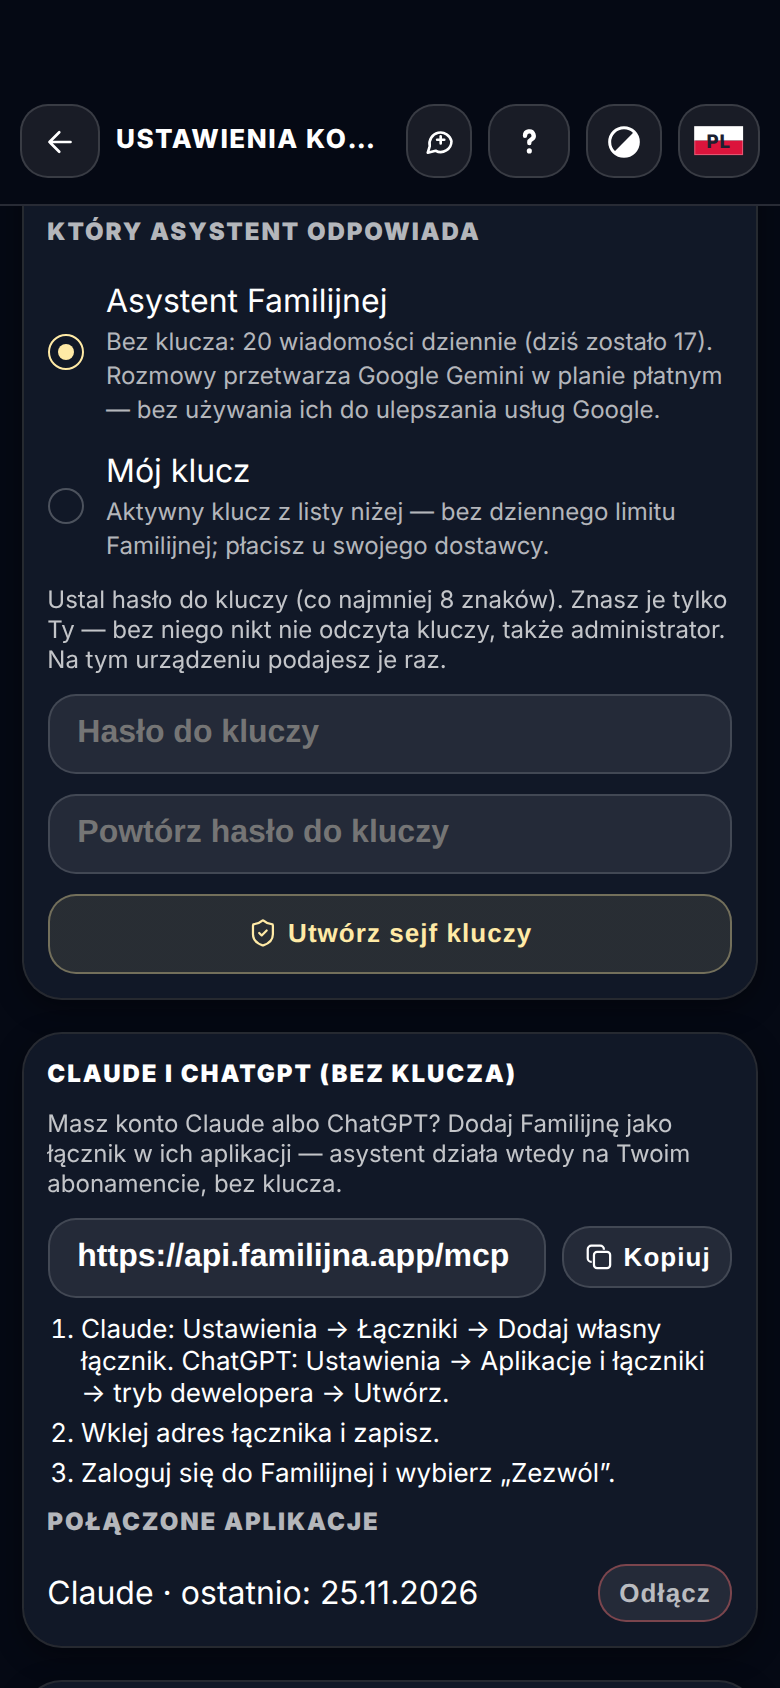 USTAWIENIA KO...
?
PL
KTÓRY ASYSTENT ODPOWIADA
Asystent Familijnej
Bez klucza: 20 wiadomości dziennie (dziś zostało 17).
Rozmowy przetwarza Google Gemini w planie płatnym
— bez używania ich do ulepszania usług Google.
Mój klucz
Aktywny klucz z listy niżej — bez dziennego limitu
Familijnej; płacisz u swojego dostawcy.
Ustal hasło do kluczy (co najmniej 8 znaków). Znasz je tylko
Ty — bez niego nikt nie odczyta kluczy, także administrator.
Na tym urządzeniu podajesz je raz.
Hasło do kluczy
Powtórz hasło do kluczy
Utwórz sejf kluczy
CLAUDE I CHATGPT (BEZ KLUCZA)
Masz konto Claude albo ChatGPT? Dodaj Familijnę jako
łącznik w ich aplikacji — asystent działa wtedy na Twoim
abonamencie, bez klucza.
https://api.familijna.app/mcp
Kopiuj
1. Claude: Ustawienia → Łączniki → Dodaj własny
łącznik. ChatGPT: Ustawienia → Aplikacje i łączniki
→ tryb dewelopera → Utwórz.
2. Wklej adres łącznika i zapisz.
3. Zaloguj się do Familijnej i wybierz „Zezwól”.
POŁĄCZONE APLIKACJE
Claude · ostatnio: 25.11.2026
Odłącz